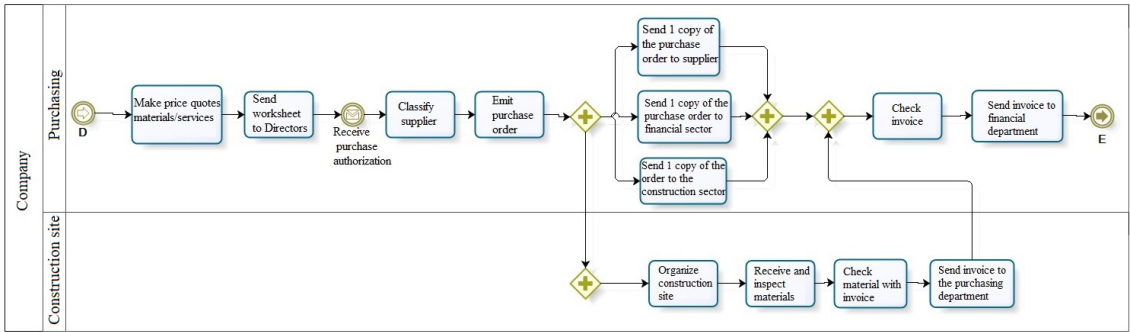 Company
Purchasing
D
Make price quotes
materials/services
Send
worksheet
to Directors
Receive
purchase
authorization
Classify
supplier
Emit
purchase
order
Send 1 copy of
the purchase
order to supplier
Send 1 copy of the
purchase order to
financial sector
Send 1 copy of the
order to the
construction sector
Check
invoice
Send invoice to
financial
department
E
Construction site
Organize
construction
site
Receive and
inspect
materials
Check
material with
invoice
Send invoice to
the purchasing
department